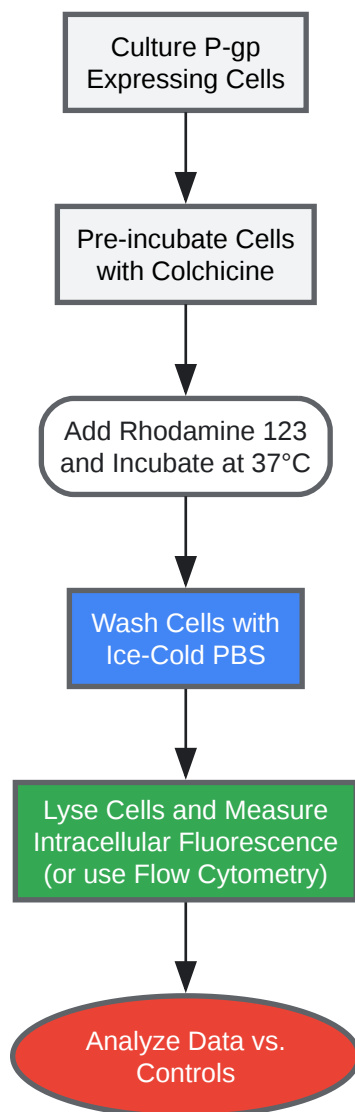 Culture P-gp
Expressing Cells
Pre-incubate Cells
with Colchicine
Add Rhodamine 123
and Incubate at 37°C
Wash Cells with
Ice-Cold PBS
Lyse Cells and Measure
Intracellular Fluorescence
(or use Flow Cytometry)
Analyze Data vs.
Controls